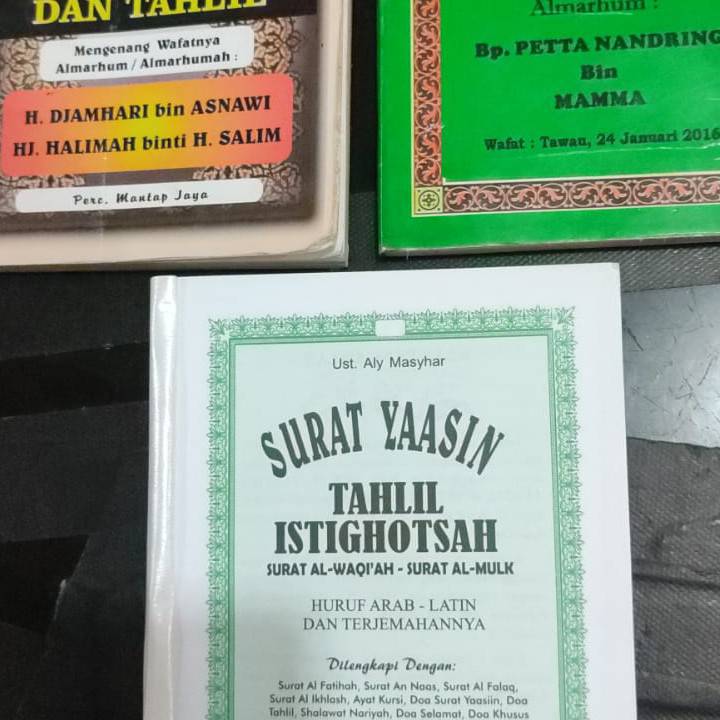 DAN TAHLIL
Mengenang Wafatnya
Almarhum / Almarhumah :
H. DJAMHARI bin ASNAWI
HJ. HALIMAH binti H. SALIM
Perc. Mantap Jaya
Almarhum :
Bp. PETTA NANDRING
Bin
MAMMA
Wafat : Tawau, 24 Januari 2016
Ust. Aly Masyhar
SURAT YAASIN
TAHLIL
ISTIGHOTSAH
SURAT AL-WAQI'AH - SURAT AL-MULK
HURUF ARAB - LATIN
DAN TERJEMAHANNYA
Dilengkapi Dengan:
Surat Al Fatihah, Surat An Naas, Surat Al Falaq,
Surat Al Ikhlash, Ayat Kursi, Doa Surat Yaasiin, Doa
Tahlil, Shalawat Nariyah, Doa Selamat, Doa Khusus